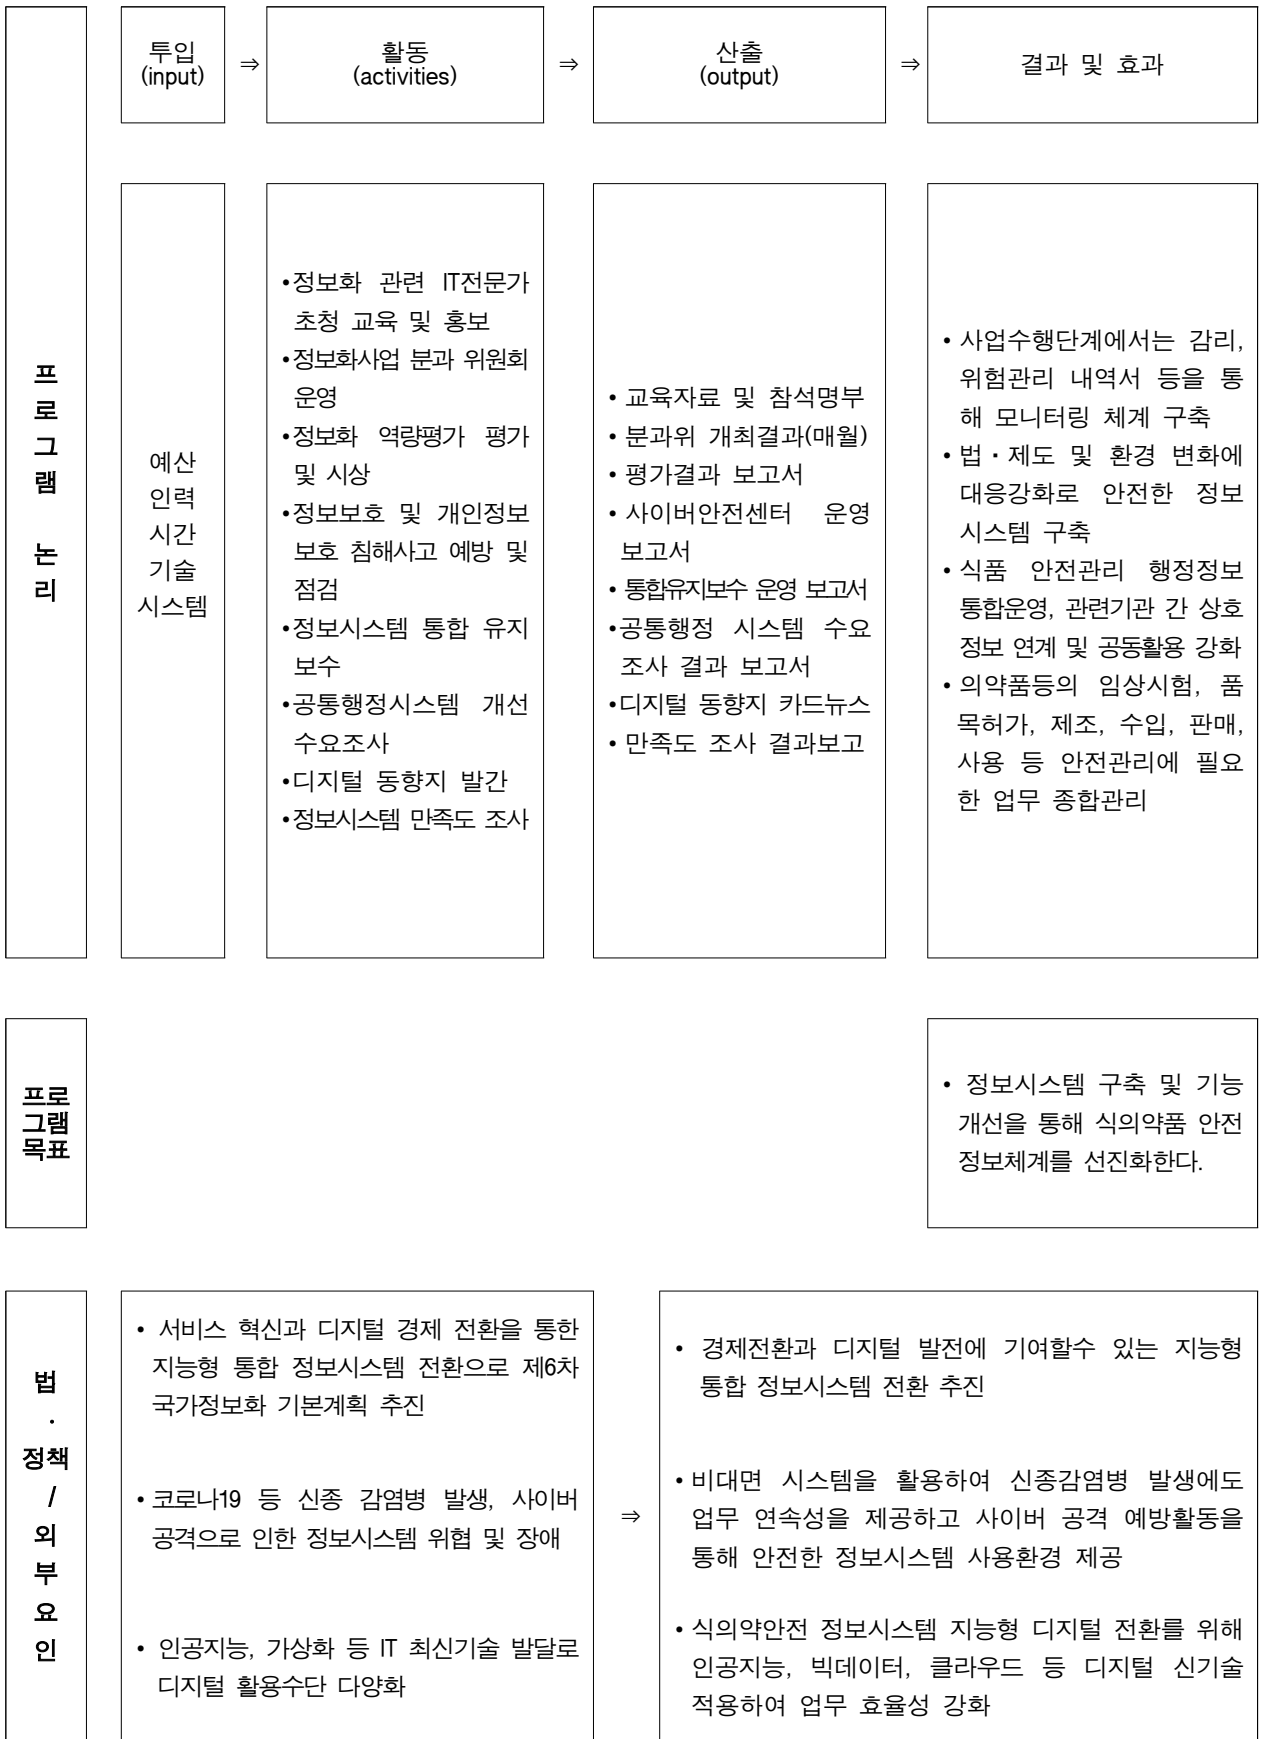 프
로
그
램
논
리
투입
(input)
⇒
활동
(activities)
⇒
산출
(output)
⇒
결과 및 효과
예산
인력
시간
기술
시스템
•정보화 관련 IT전문가
초청 교육 및 홍보
•정보화사업 분과 위원회
운영
•정보화 역량평가 평가
및 시상
•정보보호 및 개인정보
보호 침해사고 예방 및
점검
•정보시스템 통합 유지
보수
•공통행정시스템 개선
수요조사
•디지털 동향지 발간
•정보시스템 만족도 조사
• 교육자료 및 참석명부
• 분과위 개최결과(매월)
• 평가결과 보고서
• 사이버안전센터 운영
보고서
• 통합유지보수 운영 보고서
•공통행정 시스템 수요
조사 결과 보고서
•디지털 동향지 카드뉴스
• 만족도 조사 결과보고
• 사업수행단계에서는 감리,
위험관리 내역서 등을 통
해 모니터링 체계 구축
• 법·제도 및 환경 변화에
대응강화로 안전한 정보
시스템 구축
• 식품 안전관리 행정정보
통합운영, 관련기관 간 상호
정보 연계 및 공동활용 강화
• 의약품등의 임상시험, 품
목허가, 제조, 수입, 판매,
사용 등 안전관리에 필요
한 업무 종합관리
프로
그램
목표
• 정보시스템 구축 및 기능
개선을 통해 식의약품 안전
정보체계를 선진화한다.
법
·
정책
/
외
부
요
인
• 서비스 혁신과 디지털 경제 전환을 통한
지능형 통합 정보시스템 전환으로 제6차
국가정보화 기본계획 추진
• 코로나19 등 신종 감염병 발생, 사이버
공격으로 인한 정보시스템 위협 및 장애
• 인공지능, 가상화 등 IT 최신기술 발달로
디지털 활용수단 다양화
⇒
• 경제전환과 디지털 발전에 기여할수 있는 지능형
통합 정보시스템 전환 추진
• 비대면 시스템을 활용하여 신종감염병 발생에도
업무 연속성을 제공하고 사이버 공격 예방활동을
통해 안전한 정보시스템 사용환경 제공
• 식의약안전 정보시스템 지능형 디지털 전환를 위해
인공지능, 빅데이터, 클라우드 등 디지털 신기술
적용하여 업무 효율성 강화